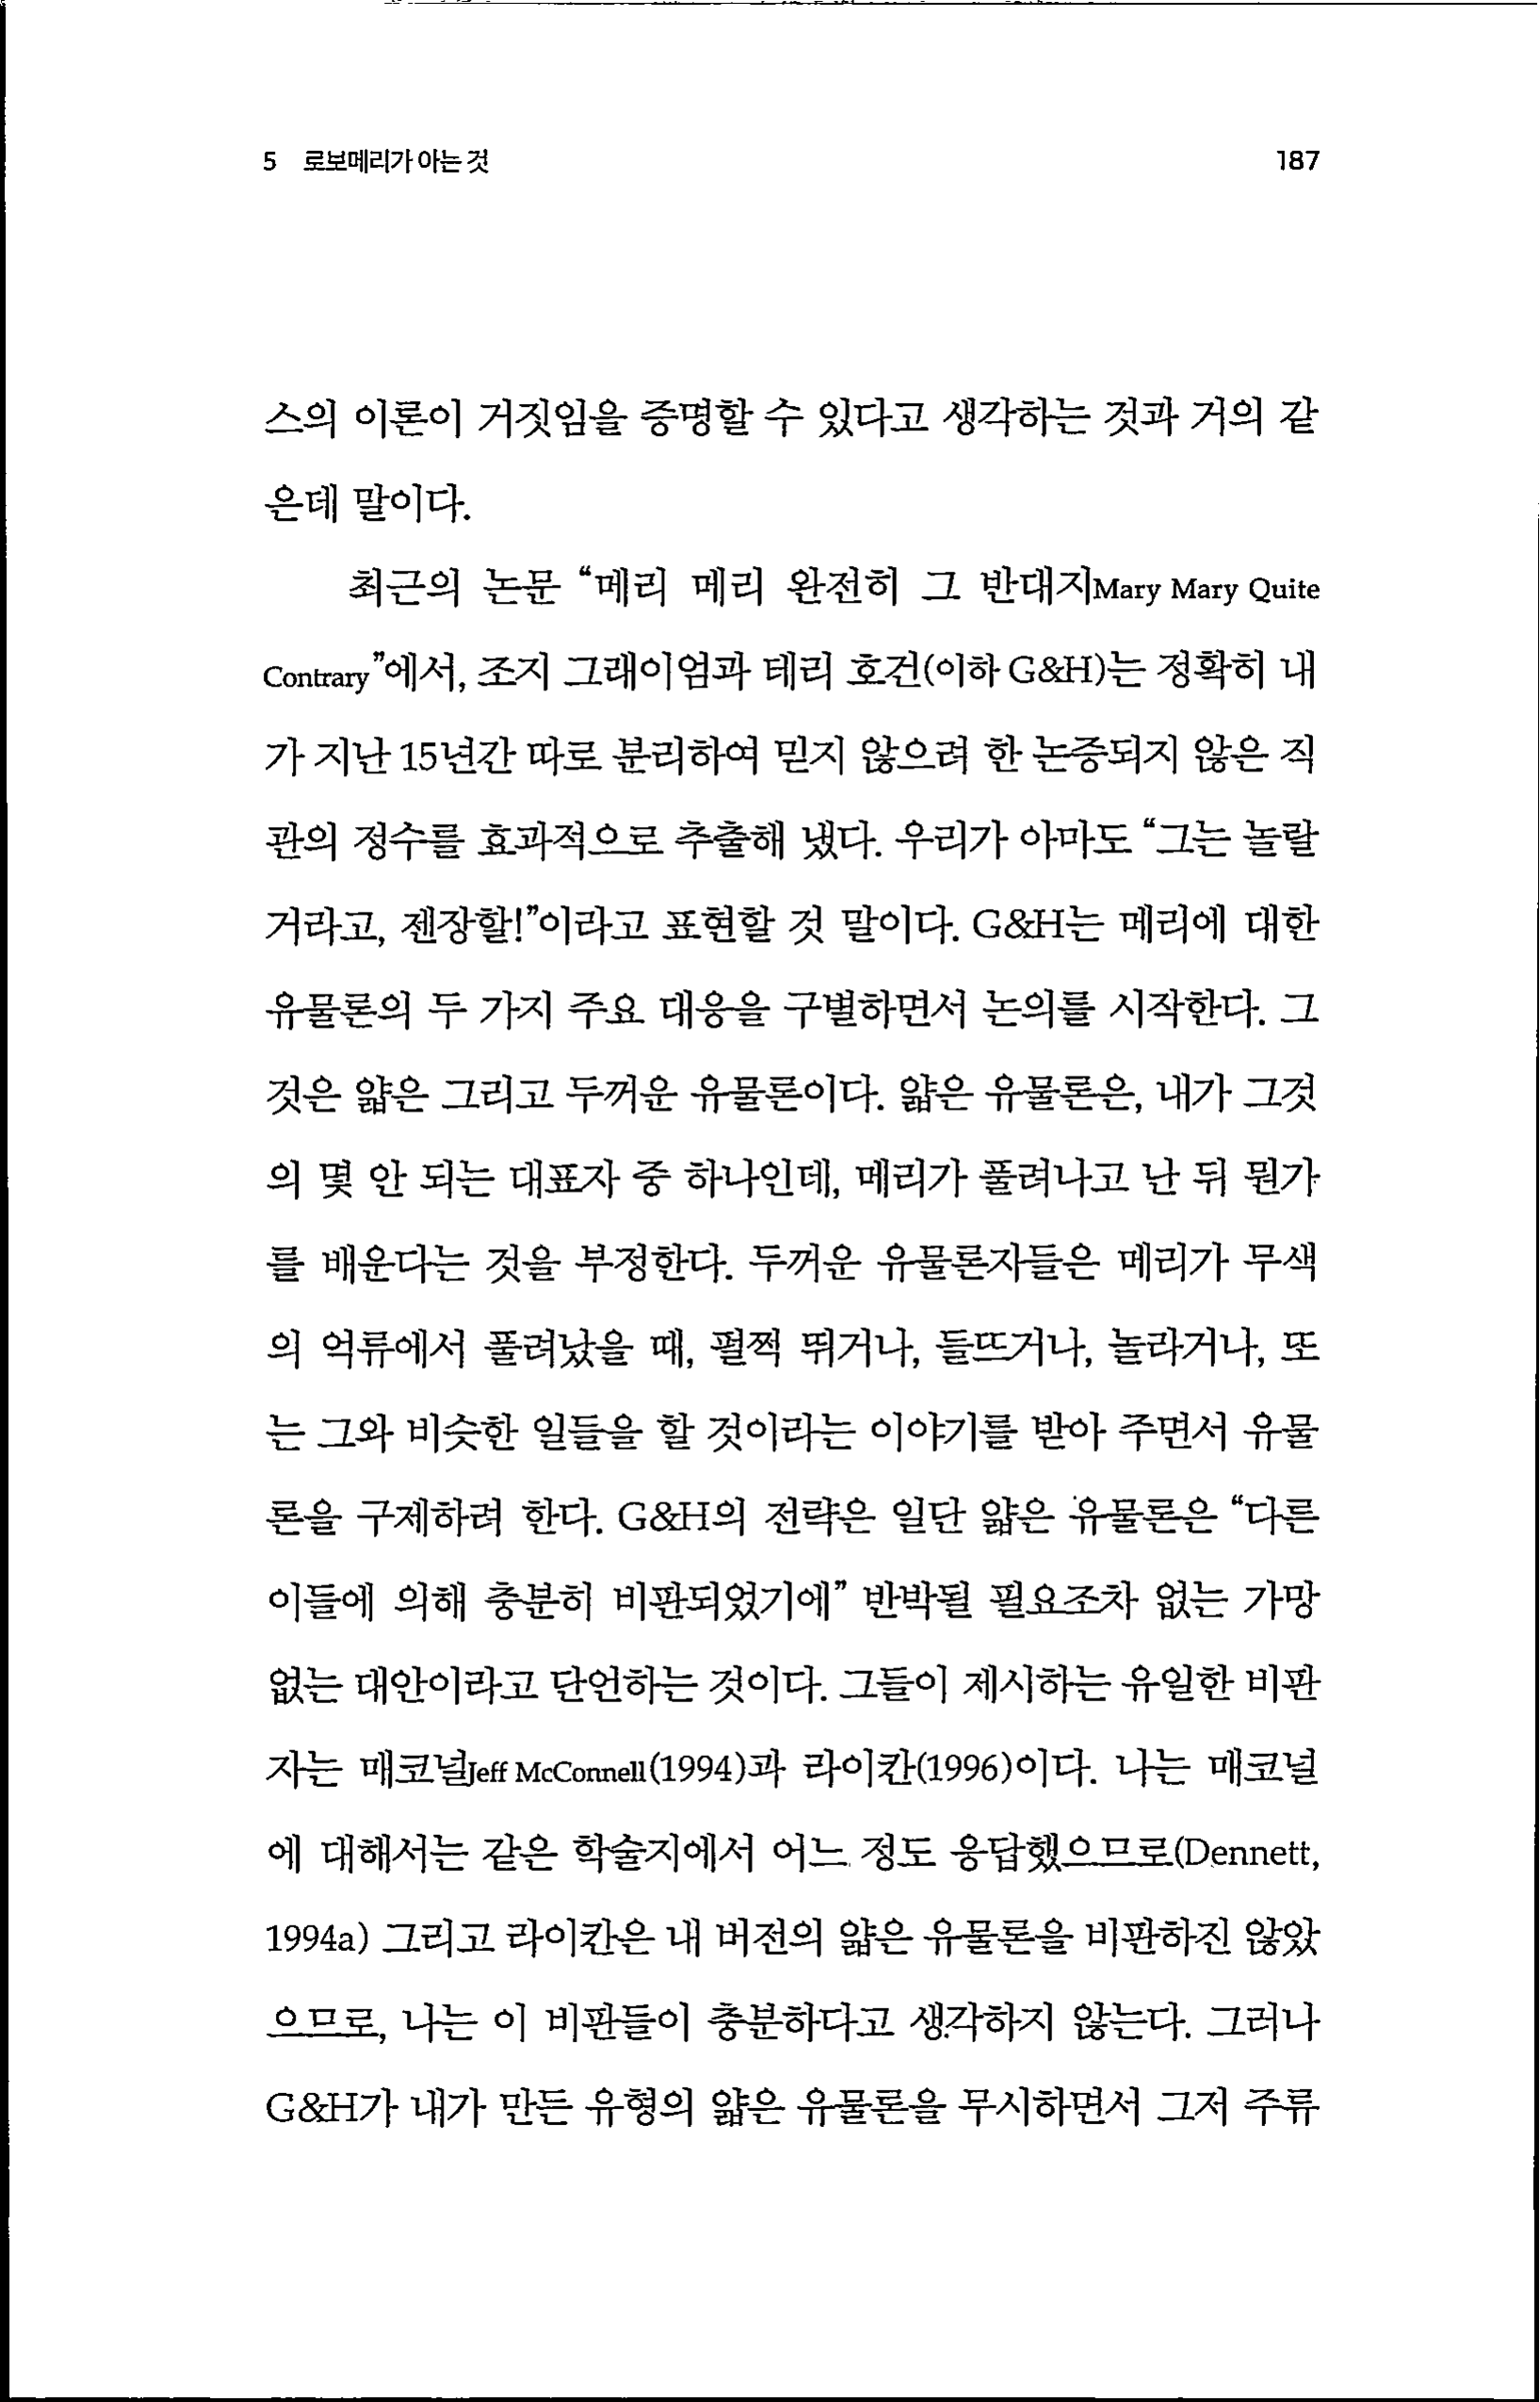 5 로보메리가 아는 것 187
스의 이론이 거짓임을 증명할 수 있다고 생각하는 것과 거의 같
은데 말이다.
최근의 논문 “메리 메리 완전히 그 반대지Mary Mary Quite
Contrary”에서, 조지 그래이엄과 테리 호건(이하 G&H)는 정확히 내
가 지난 15년간 따로 분리하여 믿지 않으려 한 논증되지 않은 직
관의 정수를 효과적으로 추출해 냈다. 우리가 아마도 “그는 놀랄
거라고, 젠장할!”이라고 표현할 것 말이다. G&H는 메리에 대한
유물론의 두 가지 주요 대응을 구별하면서 논의를 시작한다. 그
것은 얇은 그리고 두꺼운 유물론이다. 얇은 유물론은, 내가 그것
의 몇 안 되는 대표자 중 하나인데, 메리가 풀려나고 난 뒤 뭔가
를 배운다는 것을 부정한다. 두꺼운 유물론자들은 메리가 무색
의 억류에서 풀려났을 때, 펄쩍 뛰거나, 들뜨거나, 놀라거나, 또
는 그와 비슷한 일들을 할 것이라는 이야기를 받아 주면서 유물
론을 구제하려 한다. G&H의 전략은 일단 얇은 유물론은 “다른
이들에 의해 충분히 비판되었기에” 반박될 필요조차 없는 가망
없는 대안이라고 단언하는 것이다. 그들이 제시하는 유일한 비판
자는 매코널Jeff McConnell(1994)과 라이칸(1996)이다. 나는 매코널
에 대해서는 같은 학술지에서 어느 정도 응답했으므로(Dennett,
1994a) 그리고 라이칸은 내 버전의 얇은 유물론을 비판하진 않았
으므로, 나는 이 비판들이 충분하다고 생각하지 않는다. 그러나
G&H가 내가 만든 유형의 얇은 유물론을 무시하면서 그저 주류